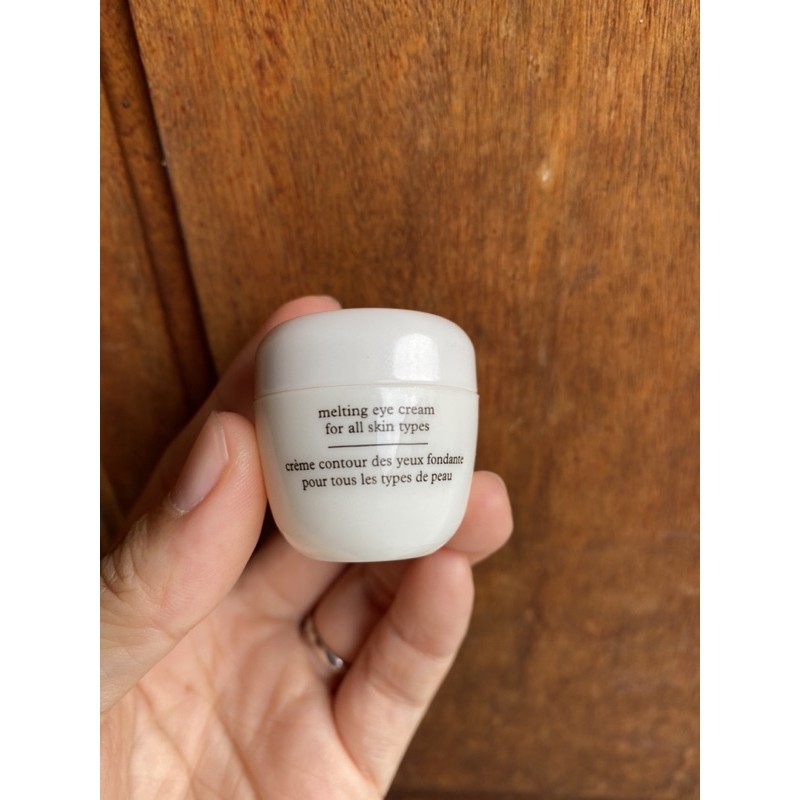 melting eye cream
for all skin types
crème contour des yeux fondante
pour tous les types de peau